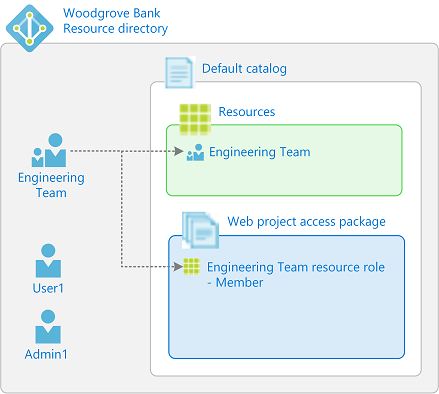 Woodgrove Bank
Resource directory
Default catalog
Resources
Engineering Team
Engineering
Team
Web project access package
Engineering Team resource role
- Member
User1
Admin1